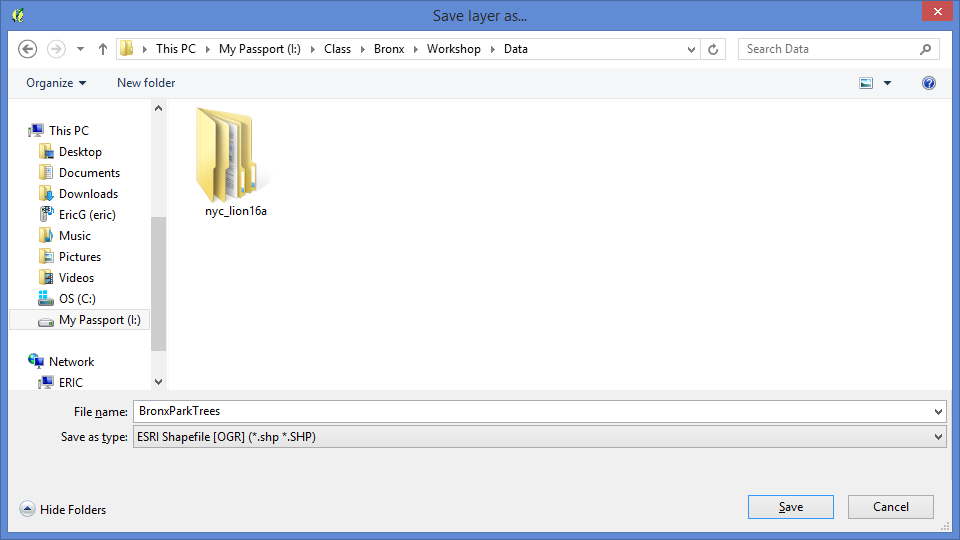 Save layer as...
This PC My Passport (I:) Class Bronx Workshop Data
Search Data
Organize New folder
This PC
Desktop
Documents
Downloads
EricG (eric)
Music
Pictures
Videos
OS (C:)
My Passport (I:)
Network
ERIC
nyc_lion16a
File name: BronxParkTrees
Save as type: ESRI Shapefile [OGR] (*.shp *.SHP)
Hide Folders
Save Cancel